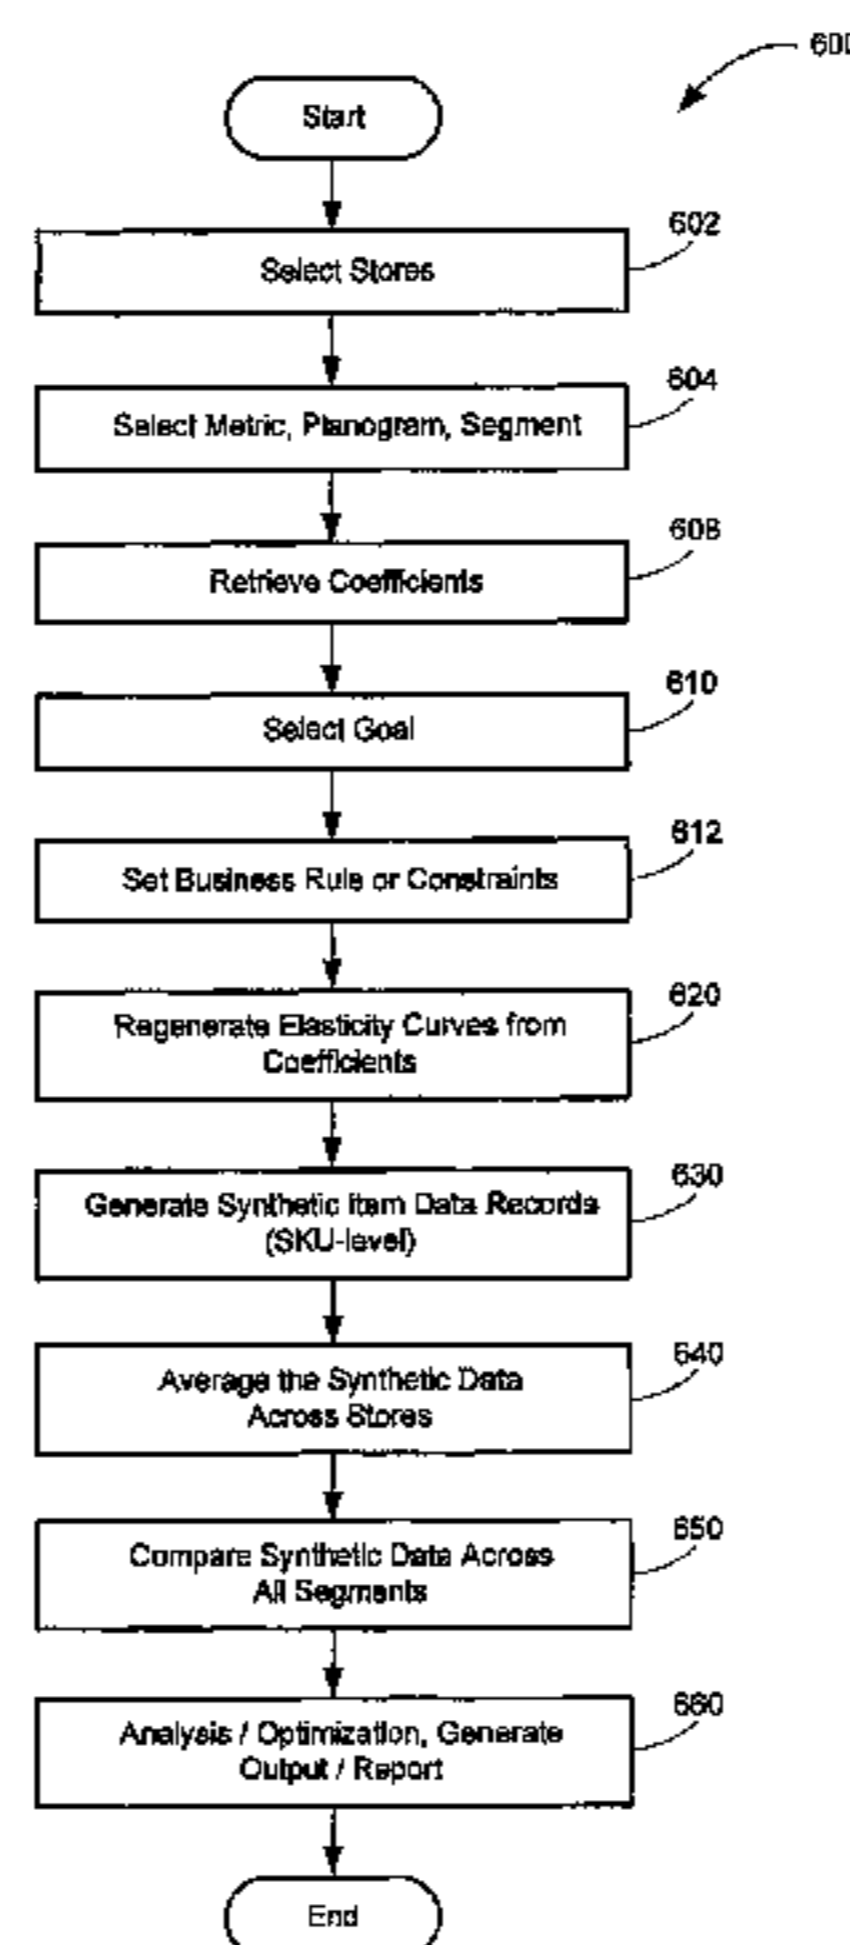 600
Start
602
Select Stores
604
Select Metric, Planogram, Segment
608
Retrieve Coefficients
610
Select Goal
612
Set Business Rule or Constraints
620
Regenerate Elasticity Curves from
Coefficients
630
Generate Synthetic Item Data Records
(SKU-level)
640
Average the Synthetic Data
Across Stores
650
Compare Synthetic Data Across
All Segments
660
Analysis / Optimization, Generate
Output / Report
End